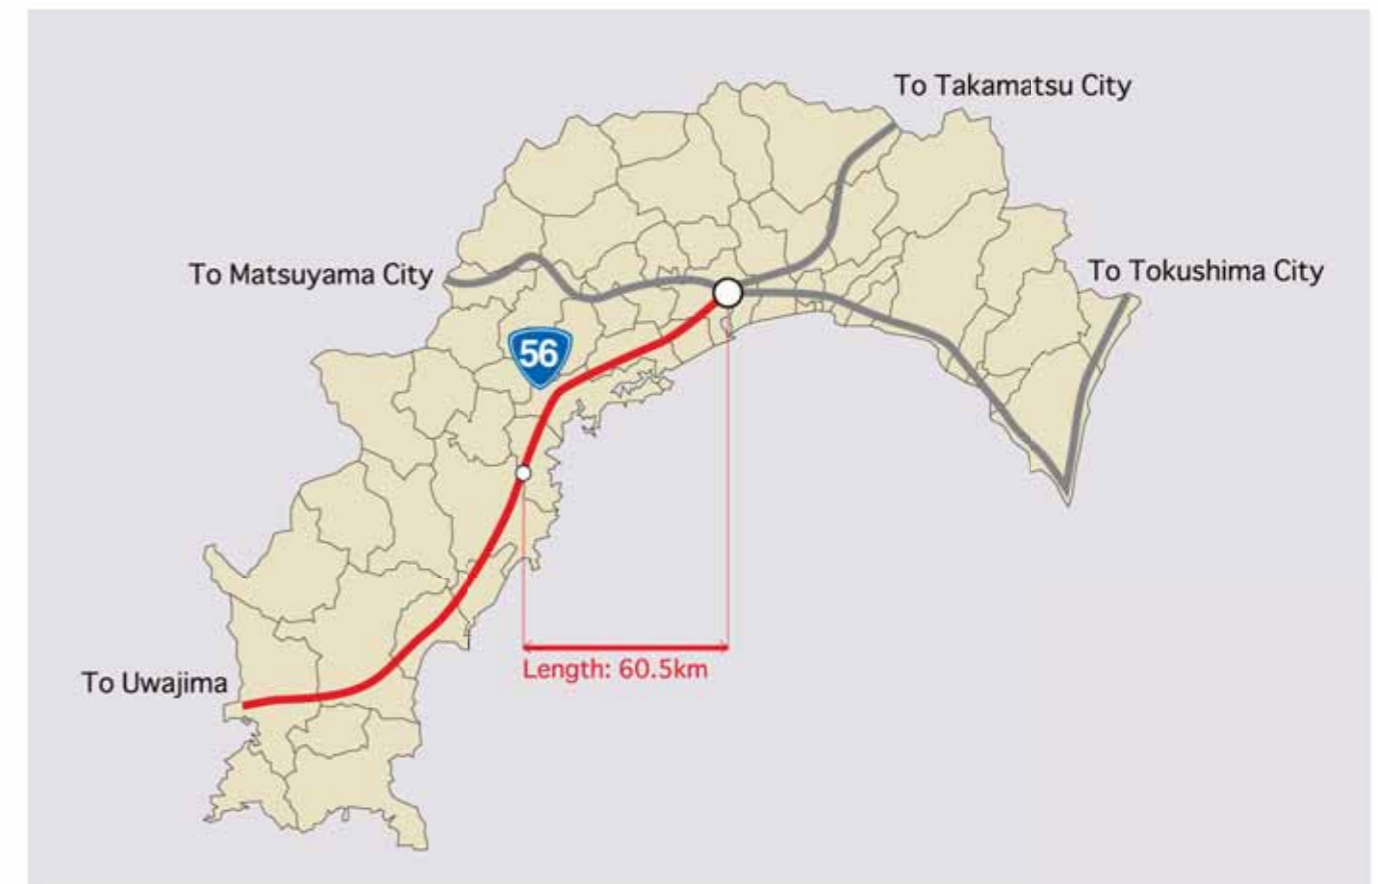 To Takamatsu City
To Matsuyama City
To Tokushima City
56
Length: 60.5km
To Uwajima